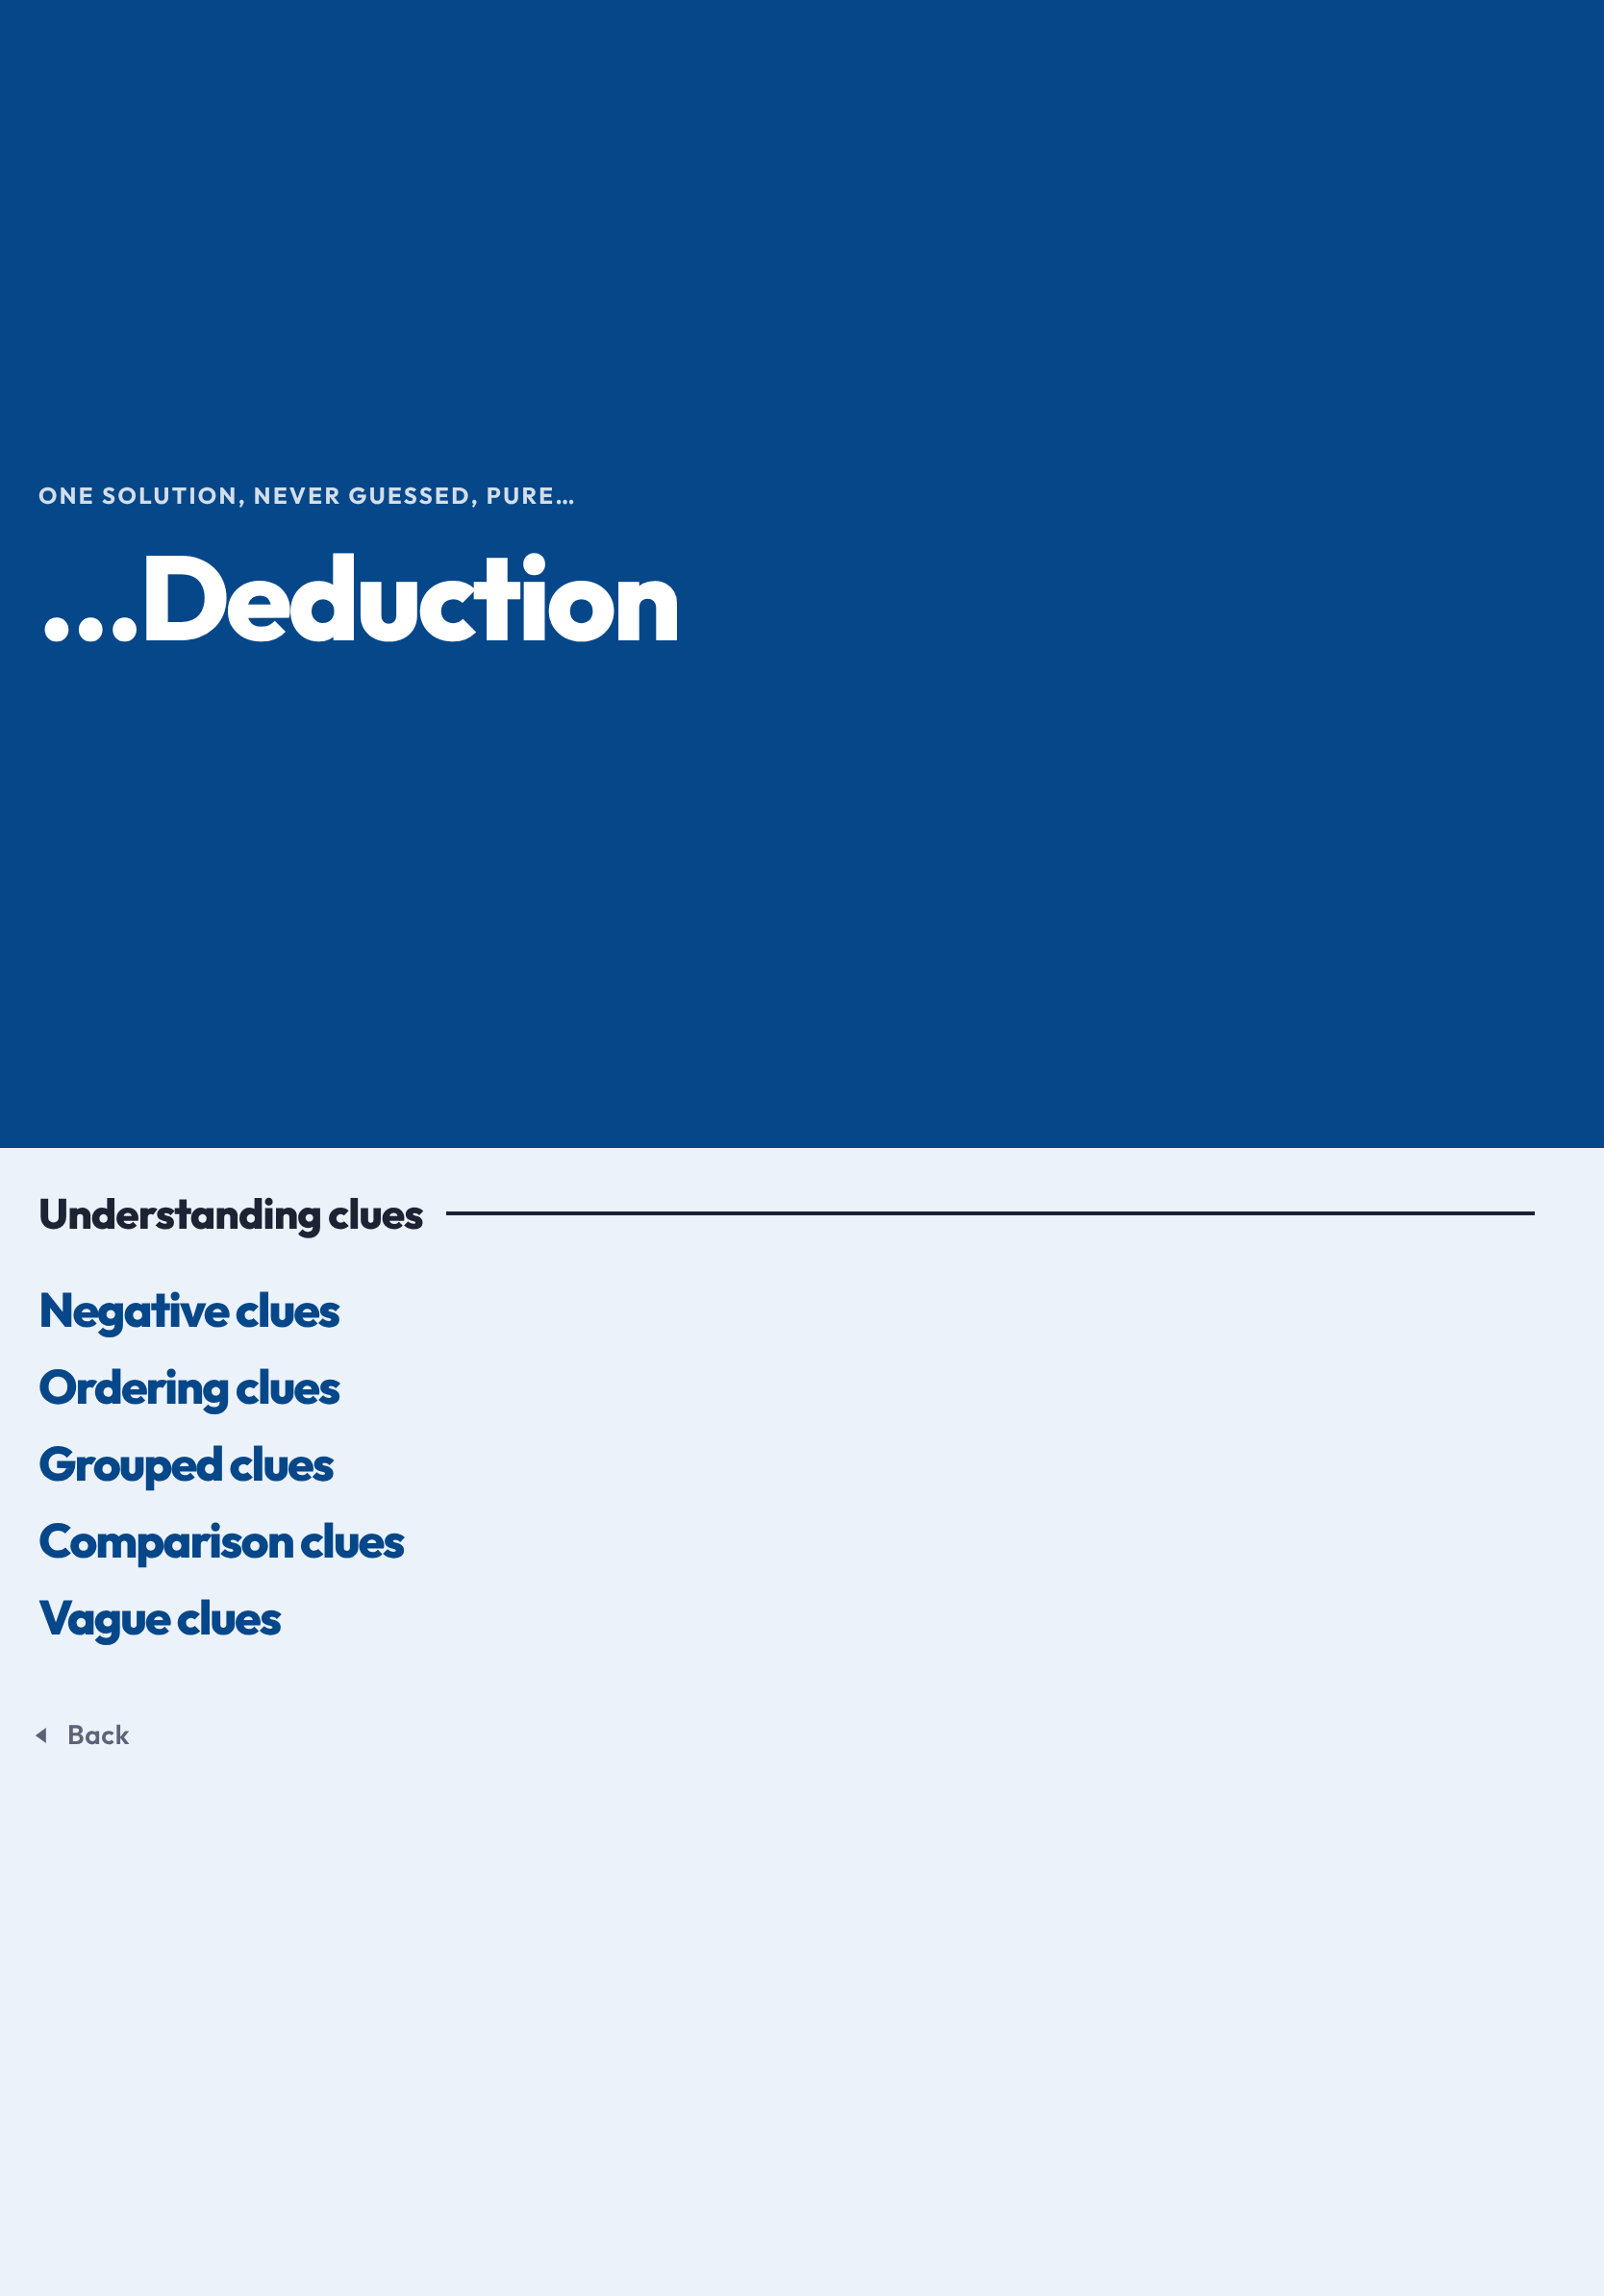 ONE SOLUTION, NEVER GUESSED, PURE…
…Deduction
Understanding clues
Negative clues
Ordering clues
Grouped clues
Comparison clues
Vague clues
Back